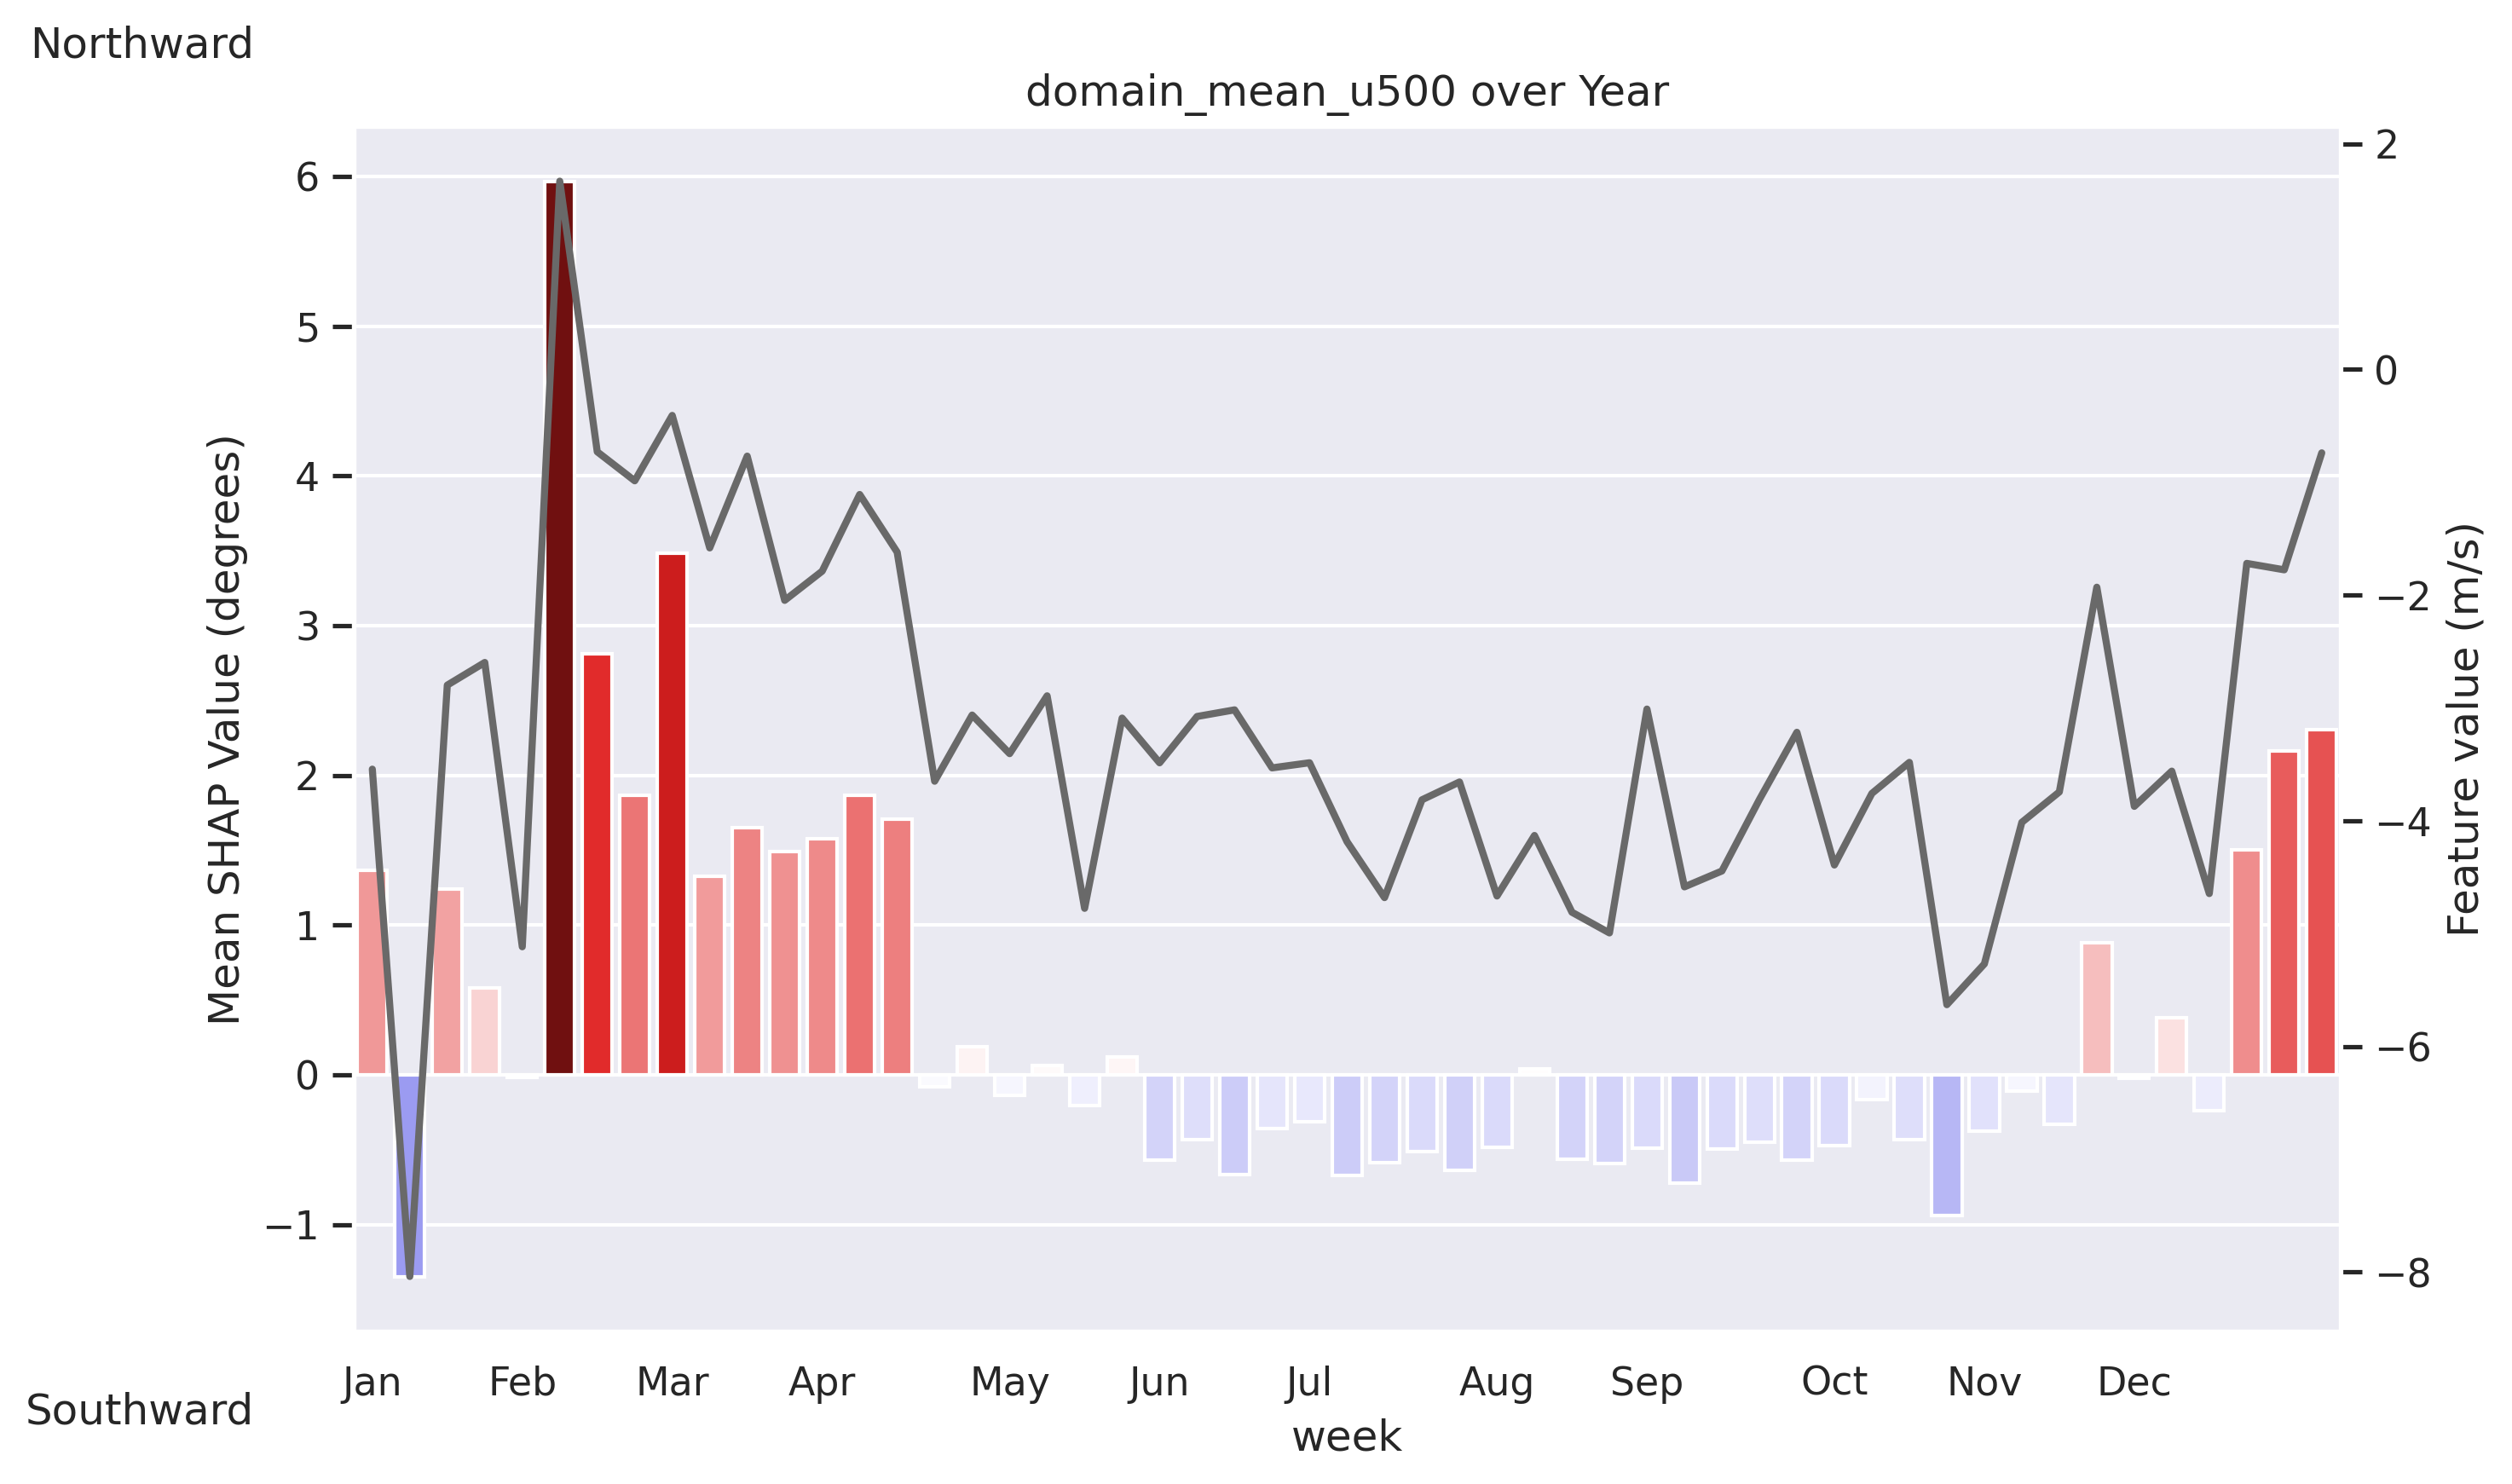 Northward
domain_mean_u500 over Year
6
5
4
3
2
1
0
−1
Mean SHAP Value (degrees)
2
0
−2
−4
−6
−8
Feature value (m/s)
Jan Feb Mar Apr May Jun Jul Aug Sep Oct Nov Dec
Southward
week